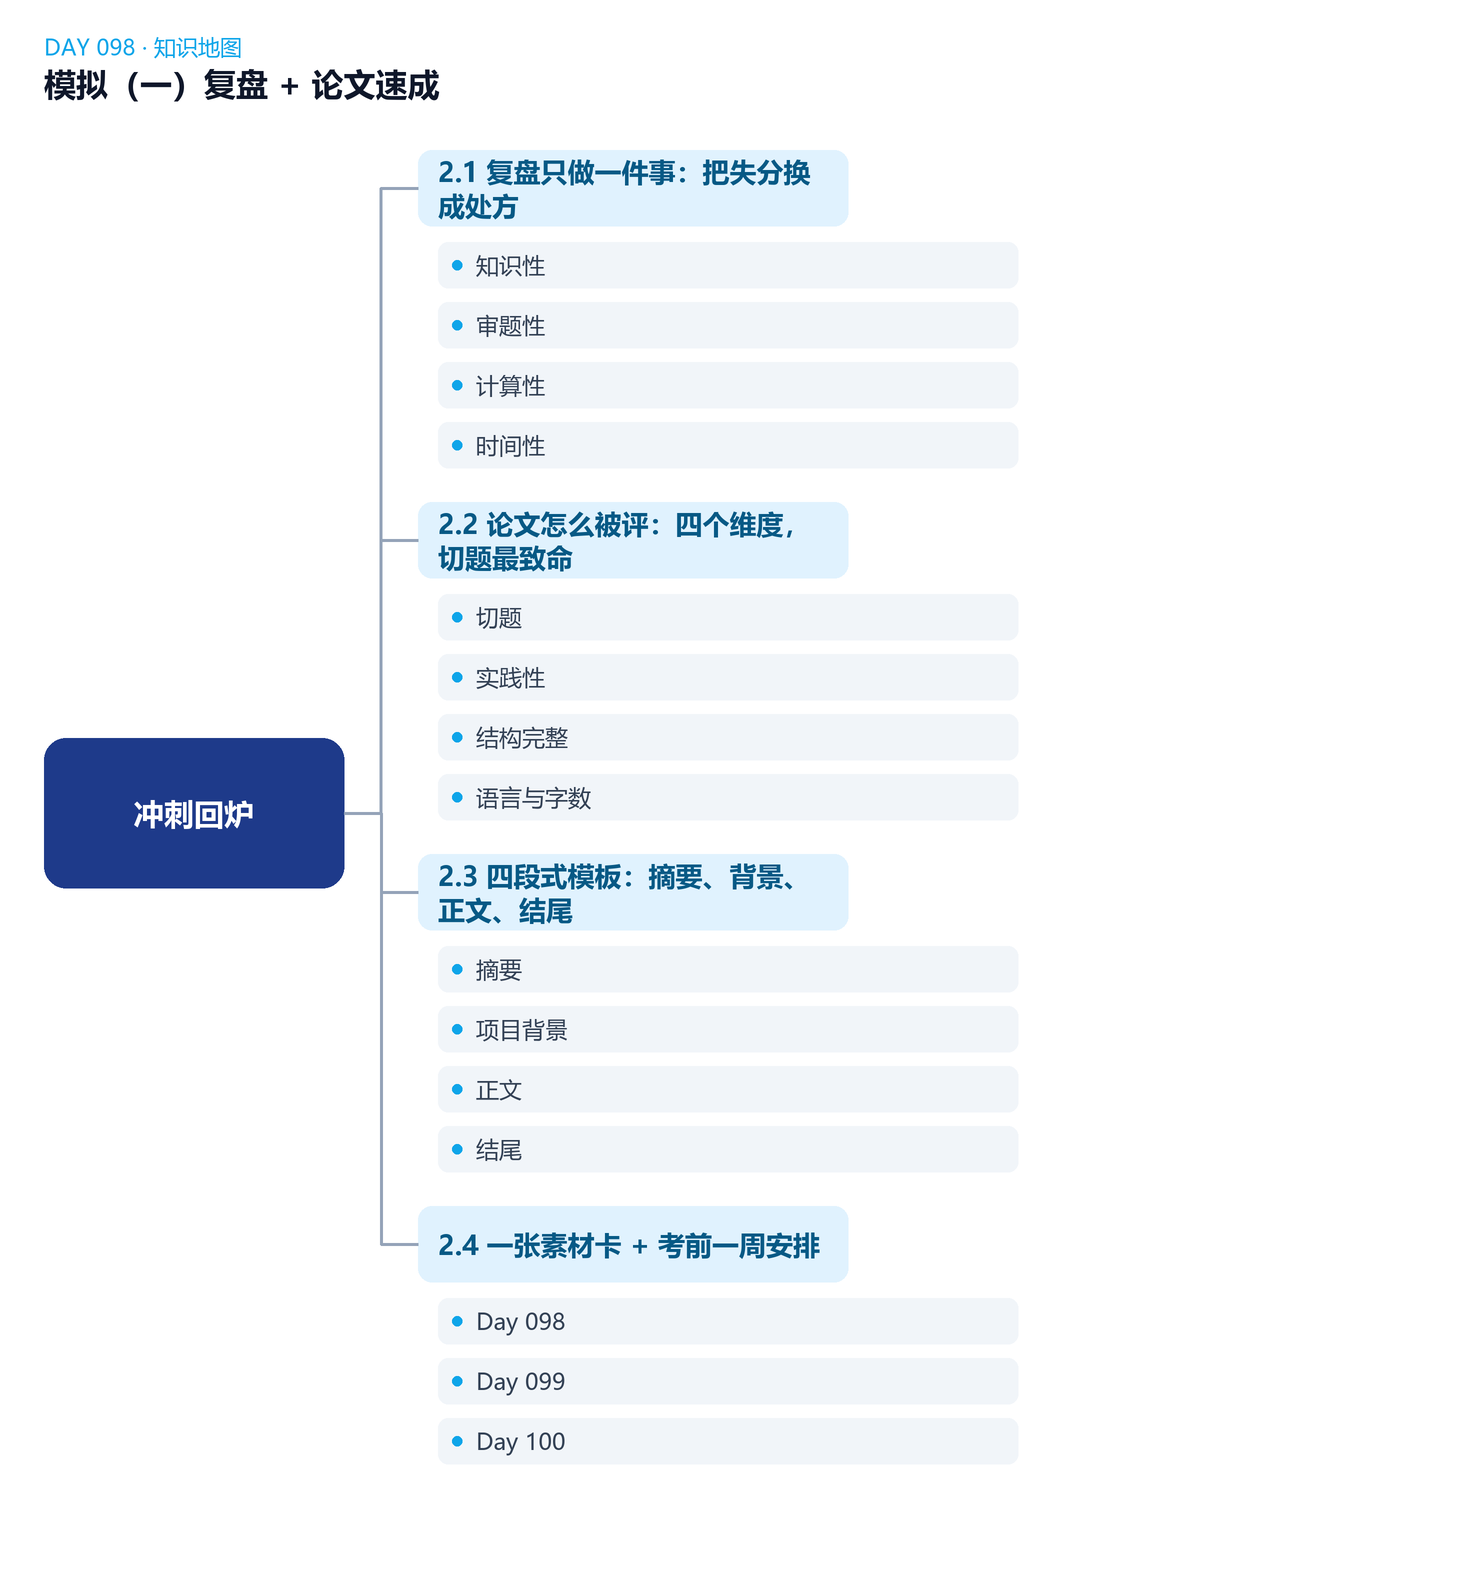 DAY 098 · 知识地图
模拟（一）复盘 + 论文速成
2.1 复盘只做一件事：把失分换
成处方
知识性
审题性
计算性
时间性
2.2 论文怎么被评：四个维度，
切题最致命
切题
实践性
结构完整
语言与字数
冲刺回炉
2.3 四段式模板：摘要、背景、
正文、结尾
摘要
项目背景
正文
结尾
2.4 一张素材卡 + 考前一周安排
Day 098
Day 099
Day 100